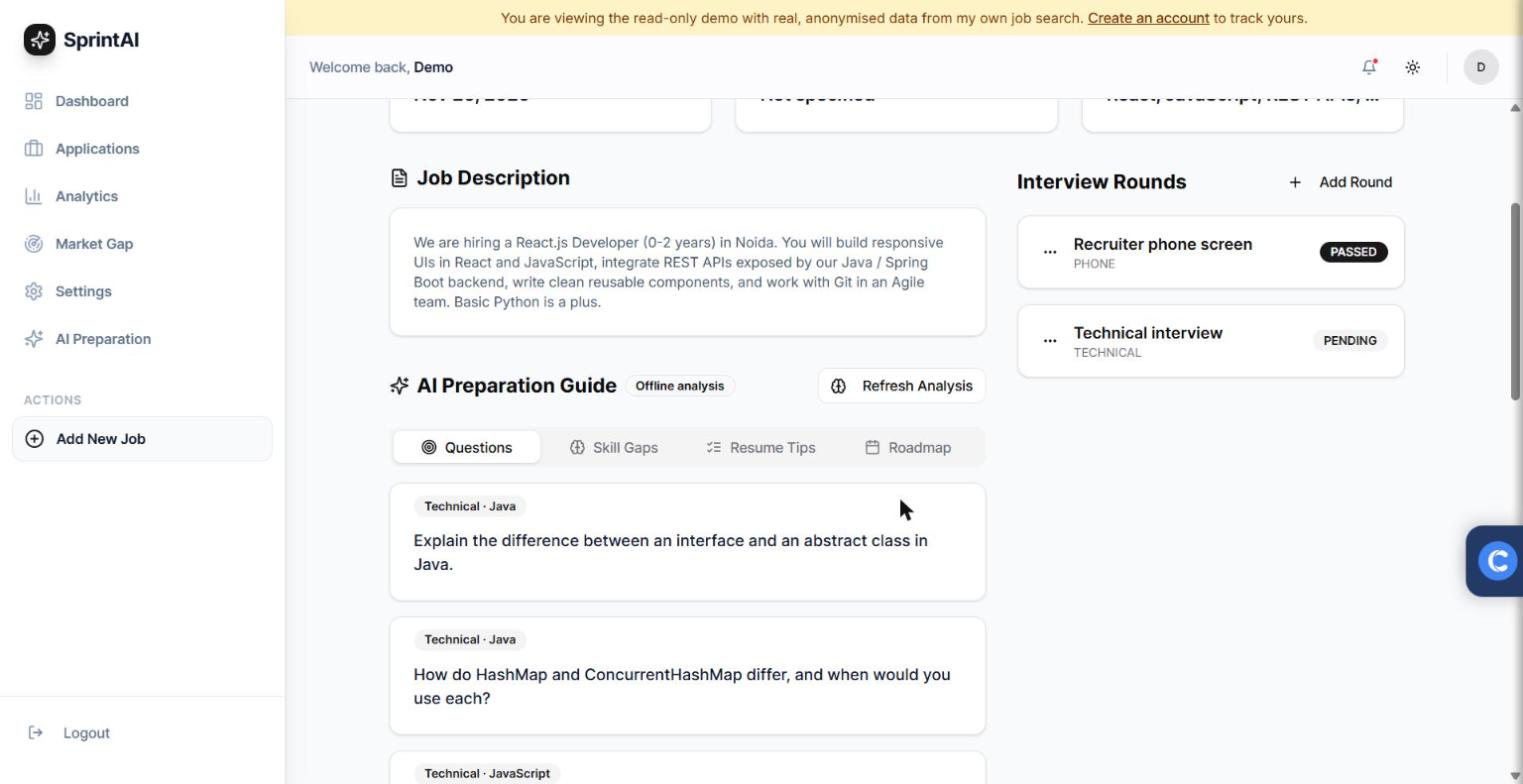 SprintAI
Dashboard
Applications
Analytics
Market Gap
Settings
AI Preparation
ACTIONS
Add New Job
Logout
You are viewing the read-only demo with real, anonymised data from my own job search. Create an account to track yours.
Welcome back, Demo
D
Not specified
React, JavaScript, REST APIs, ...
Job Description
We are hiring a React.js Developer (0-2 years) in Noida. You will build responsive
UIs in React and JavaScript, integrate REST APIs exposed by our Java / Spring
Boot backend, write clean reusable components, and work with Git in an Agile
team. Basic Python is a plus.
AI Preparation Guide
Offline analysis
Refresh Analysis
Questions
Skill Gaps
Resume Tips
Roadmap
Technical · Java
Explain the difference between an interface and an abstract class in
Java.
Technical · Java
How do HashMap and ConcurrentHashMap differ, and when would you
use each?
Technical · JavaScript
Interview Rounds
+ Add Round
... Recruiter phone screen
PHONE
PASSED
... Technical interview
TECHNICAL
PENDING